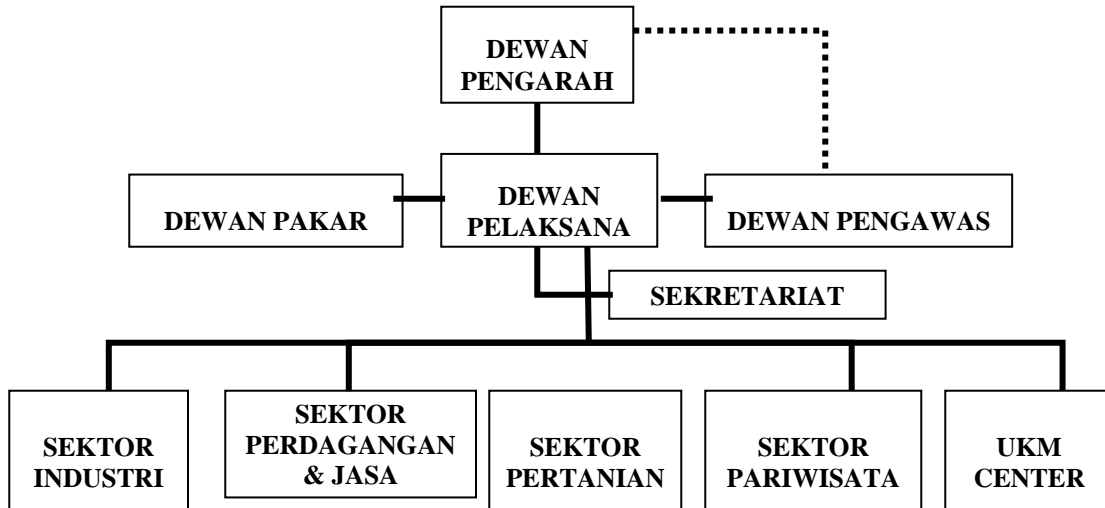 DEWAN
PENGARAH
DEWAN PAKAR
DEWAN
PELAKSANA
DEWAN PENGAWAS
SEKRETARIAT
SEKTOR
INDUSTRI
SEKTOR
PERDAGANGAN
& JASA
SEKTOR
PERTANIAN
SEKTOR
PARIWISATA
UKM
CENTER